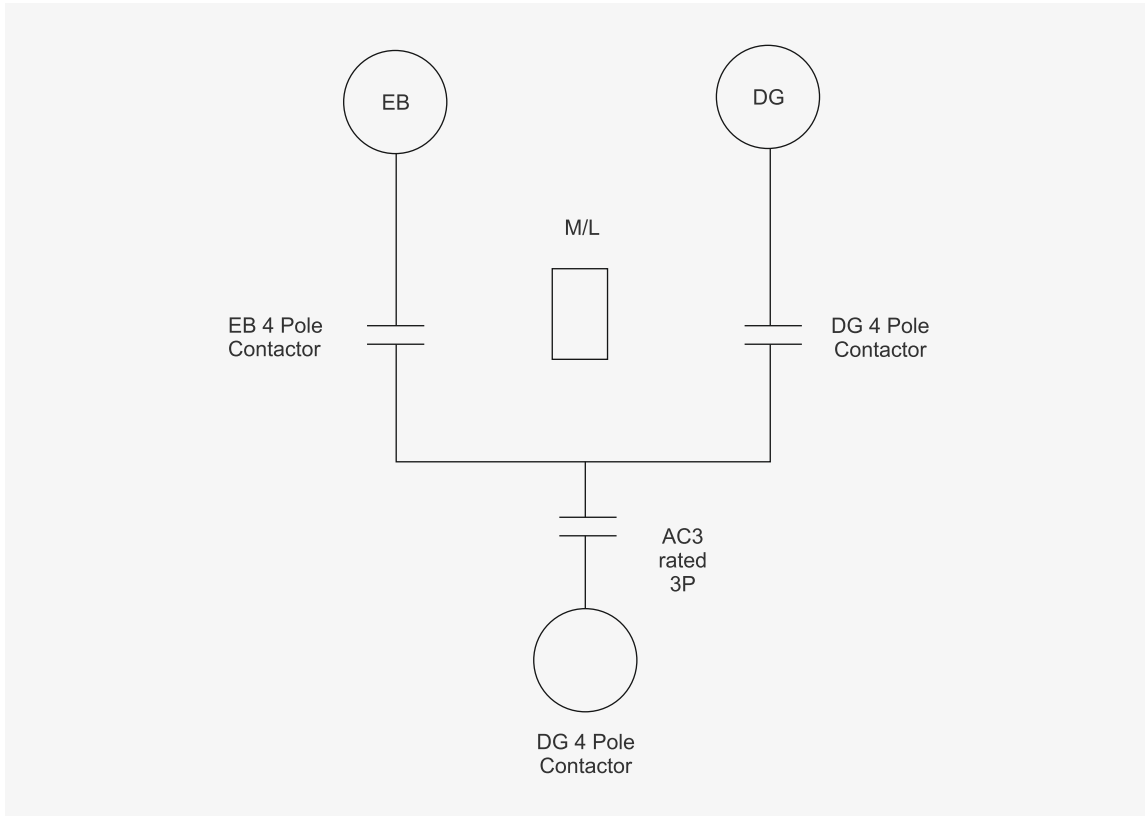 EB
DG
M/L
EB 4 Pole
Contactor
DG 4 Pole
Contactor
AC3
rated
3P
DG 4 Pole
Contactor